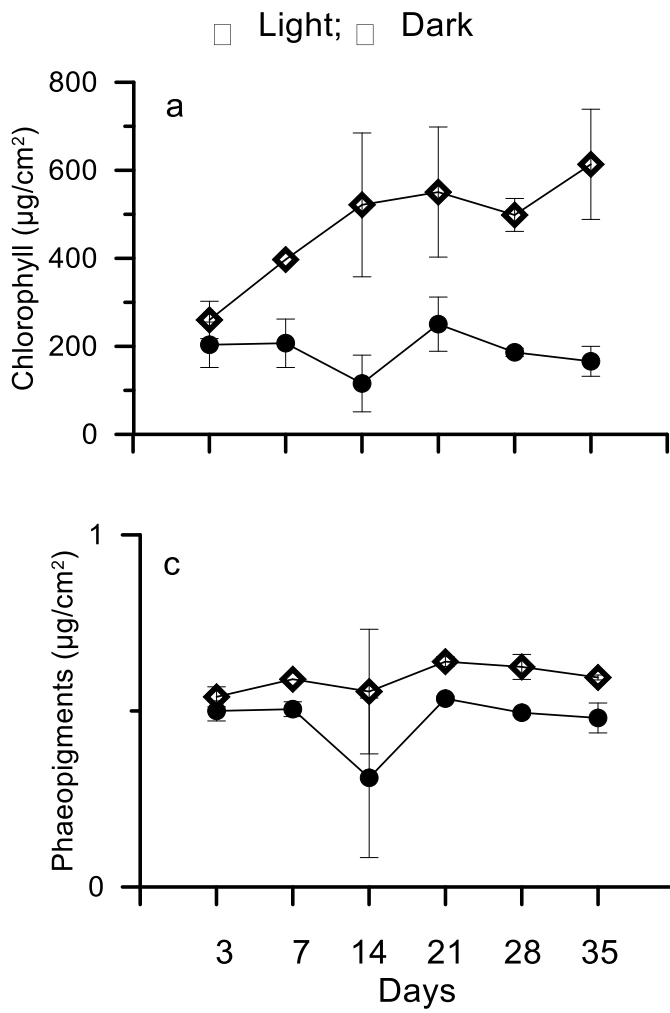 □ Light; □ Dark
a
Chlorophyll (µg/cm²)
800
600
400
200
0
c
Phaeopigments (µg/cm²)
1
0
3 7 14 21 28 35
Days